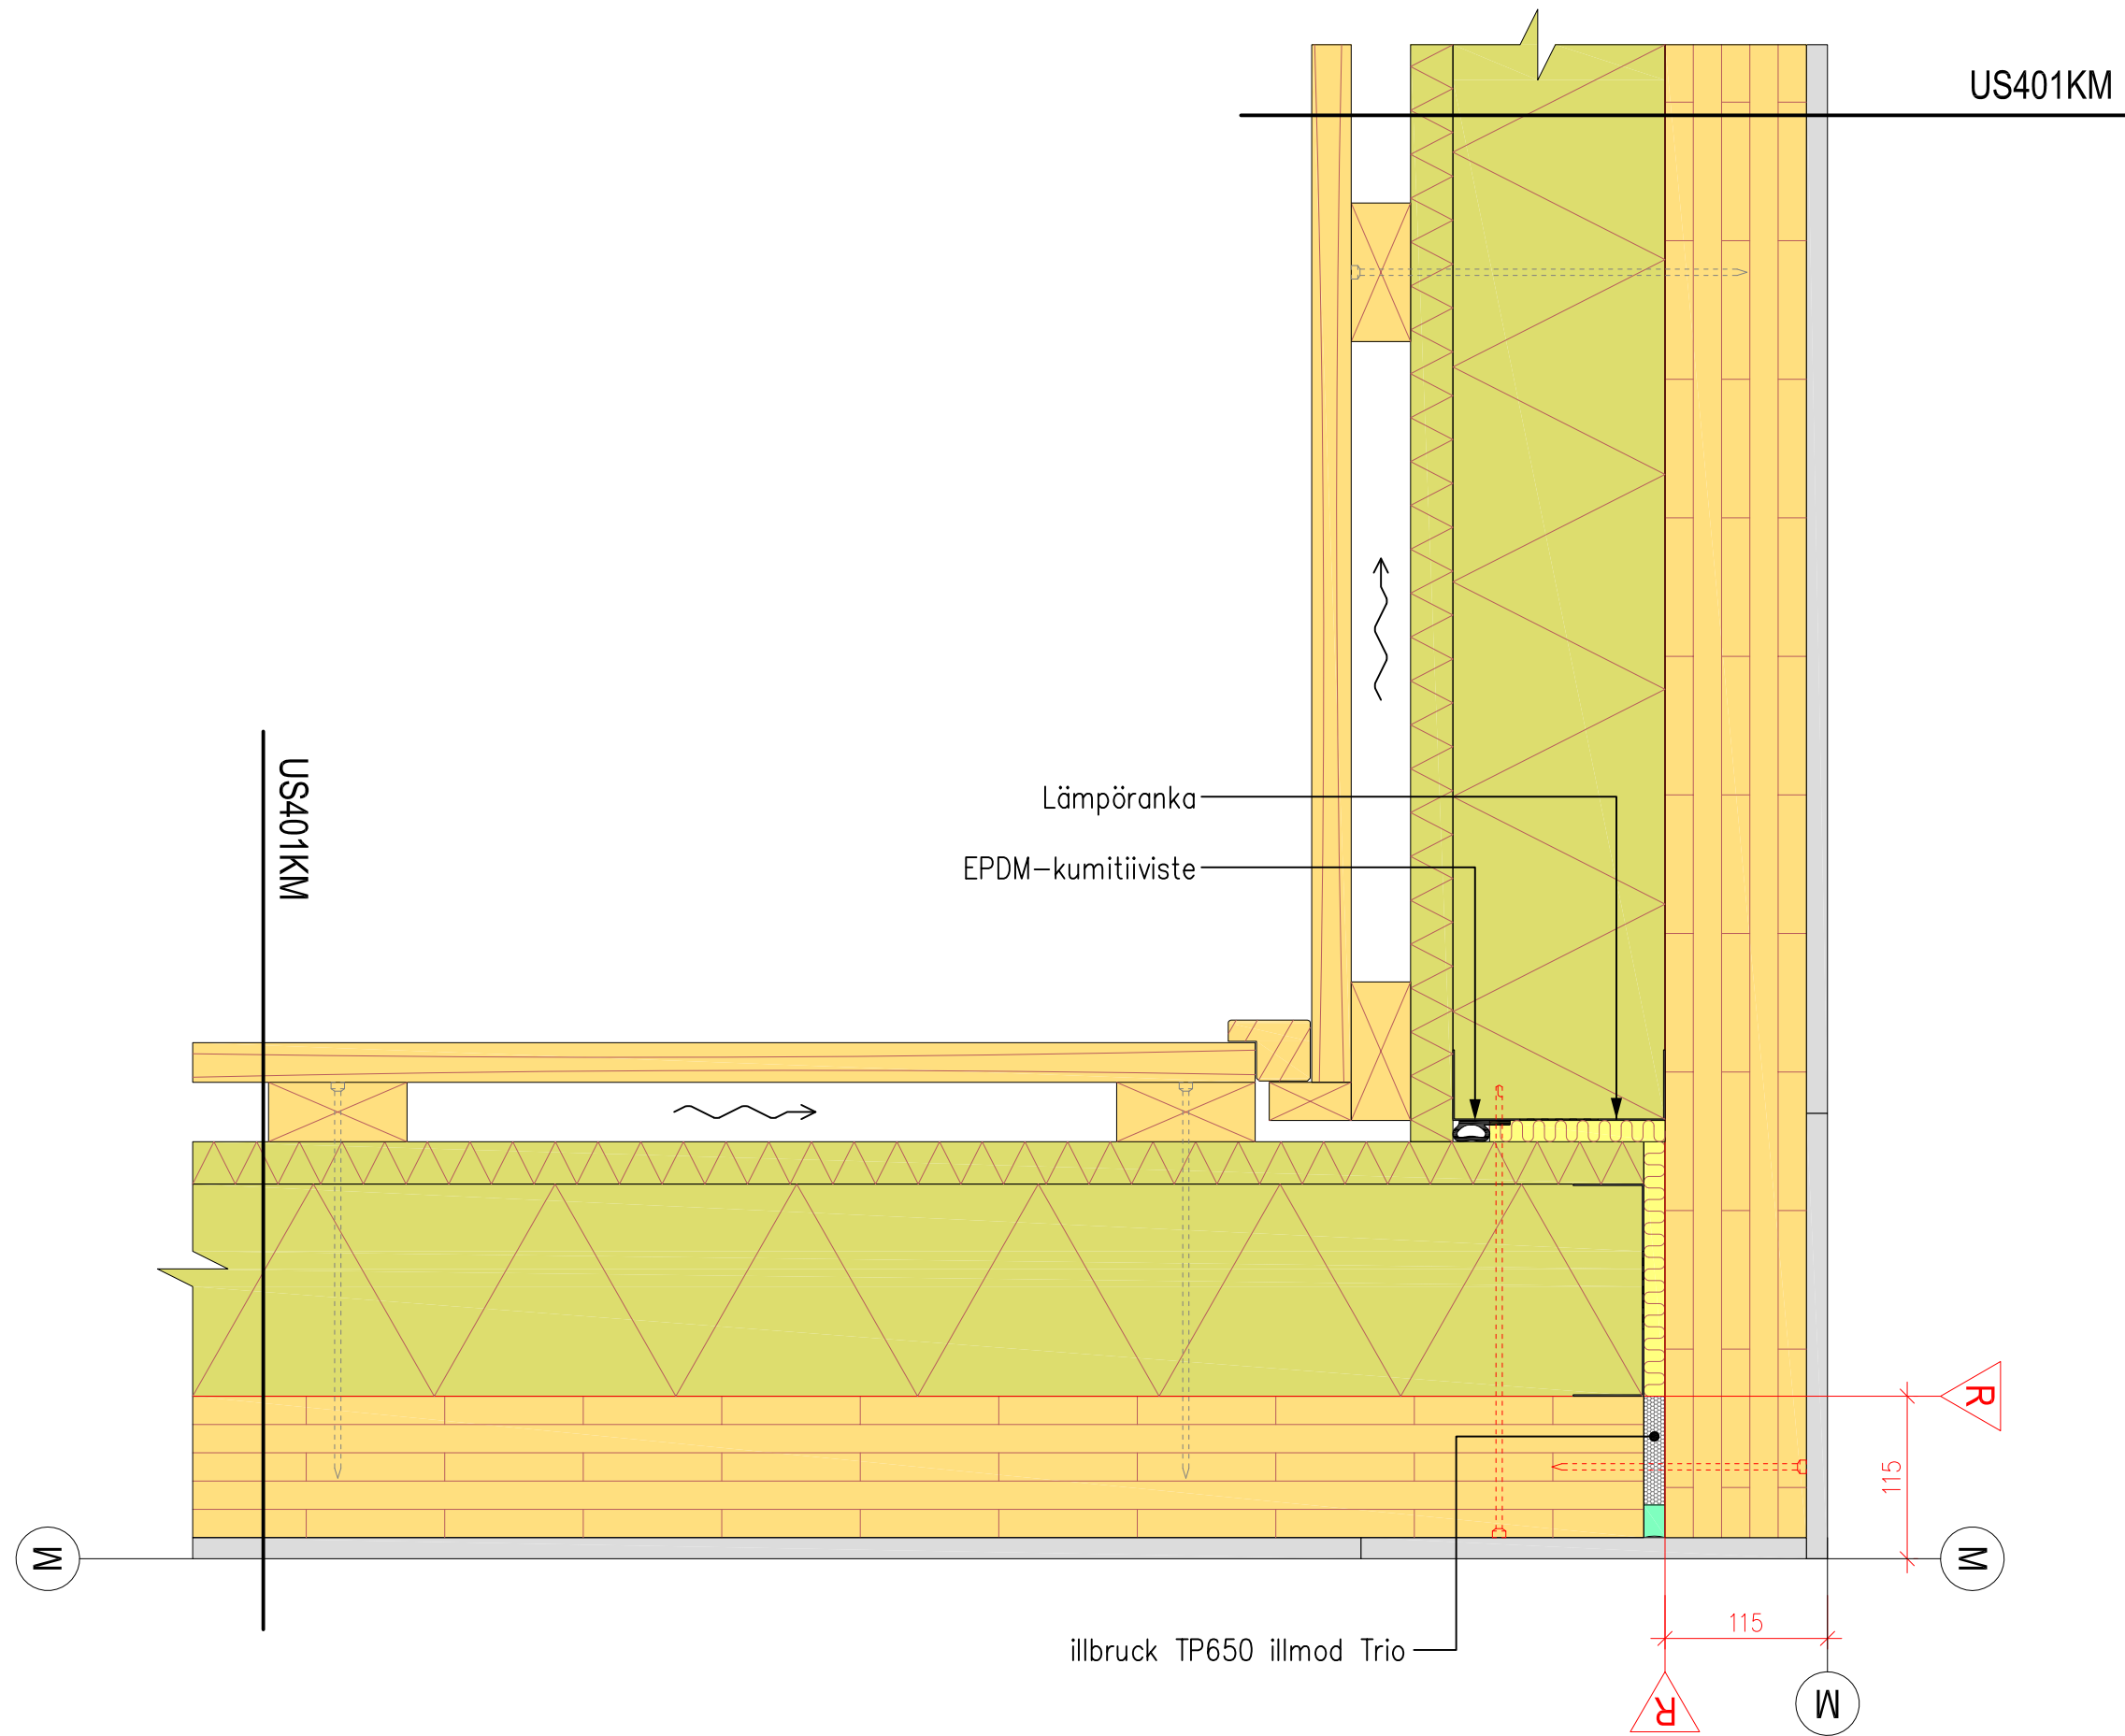 US401KM
US401KM
Lämpöranka
EPDM-kumitiiviste
R
115
M
M
115
illbruck TP650 illmod Trio
R
M